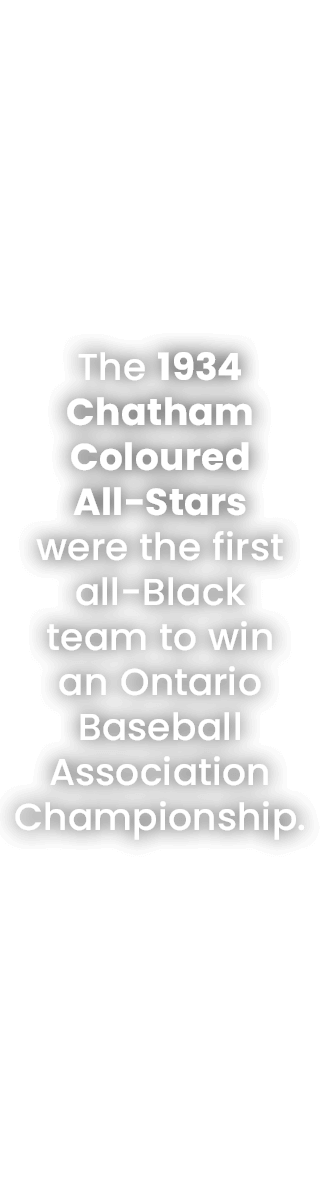 The 1934
Chatham
Coloured
All-Stars
were the first
all-Black
team to win
an Ontario
Baseball
Association
Championship.